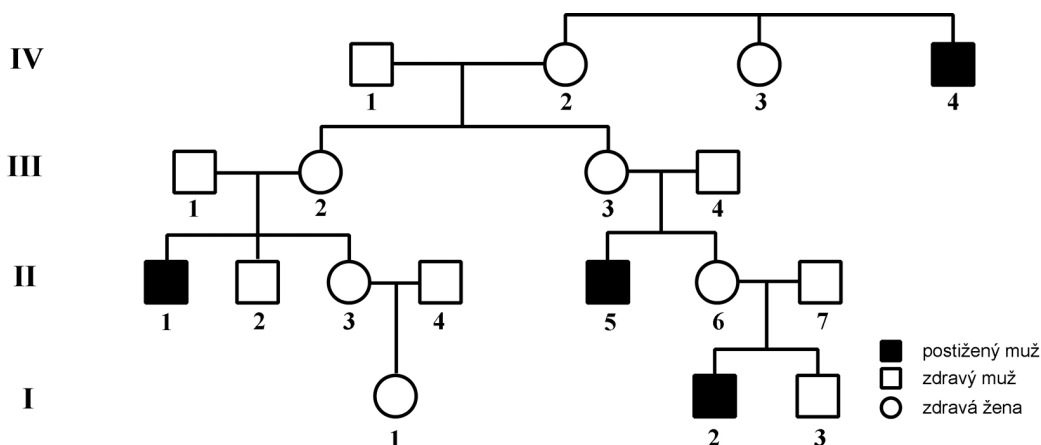 IV
1 2 3 4
III
1 2 3 4
II
1 2 3 4 5 6 7
postižený muž
zdravý muž
zdravá žena
I
1 2 3